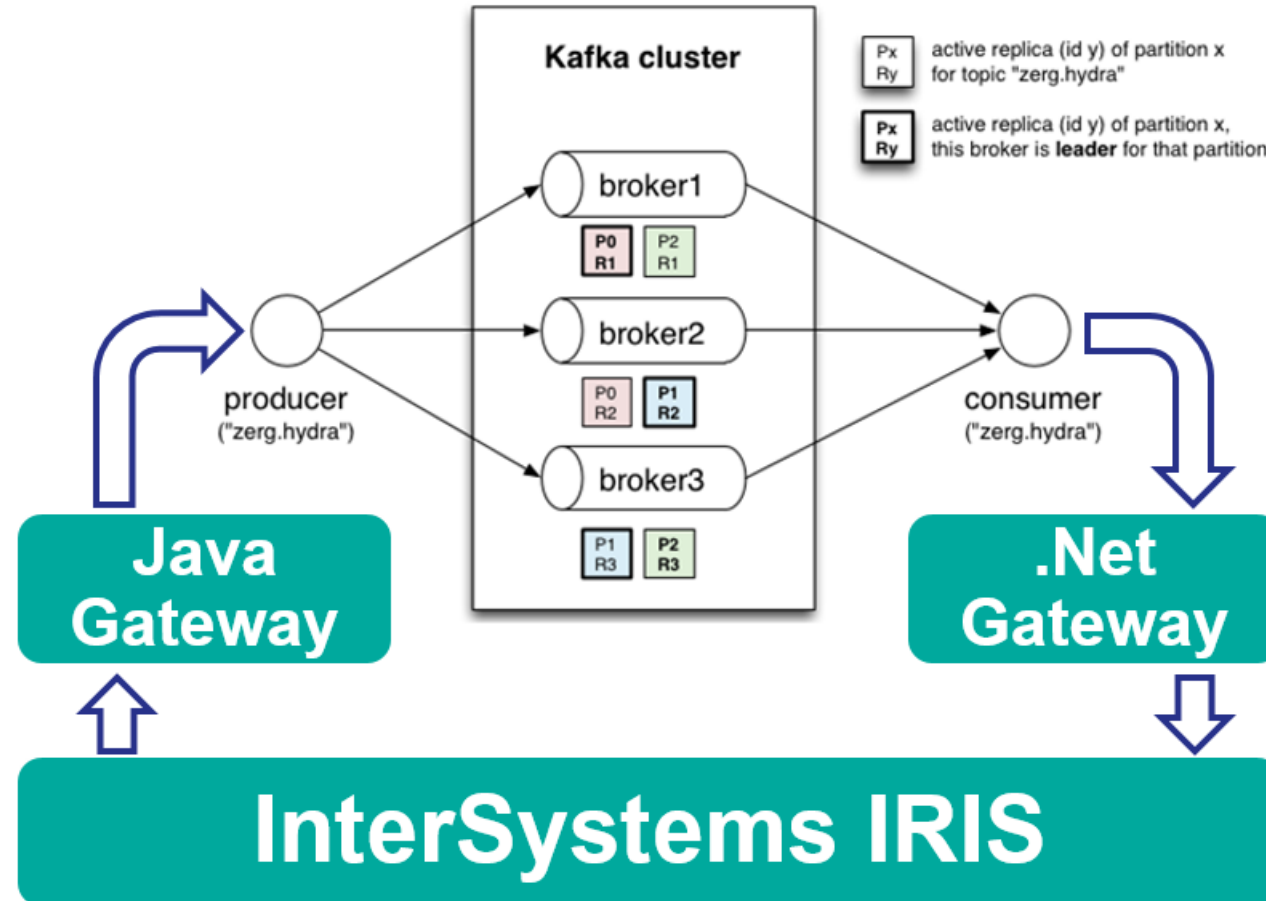 Kafka cluster
Px
Ry
active replica (id y) of partition x
for topic "zerg.hydra"
Px
Ry
active replica (id y) of partition x,
this broker is leader for that partition
broker1
P0
R1
P2
R1
broker2
P0
R2
P1
R2
broker3
P1
R3
P2
R3
producer
("zerg.hydra")
consumer
("zerg.hydra")
Java
Gateway
.Net
Gateway
InterSystems IRIS